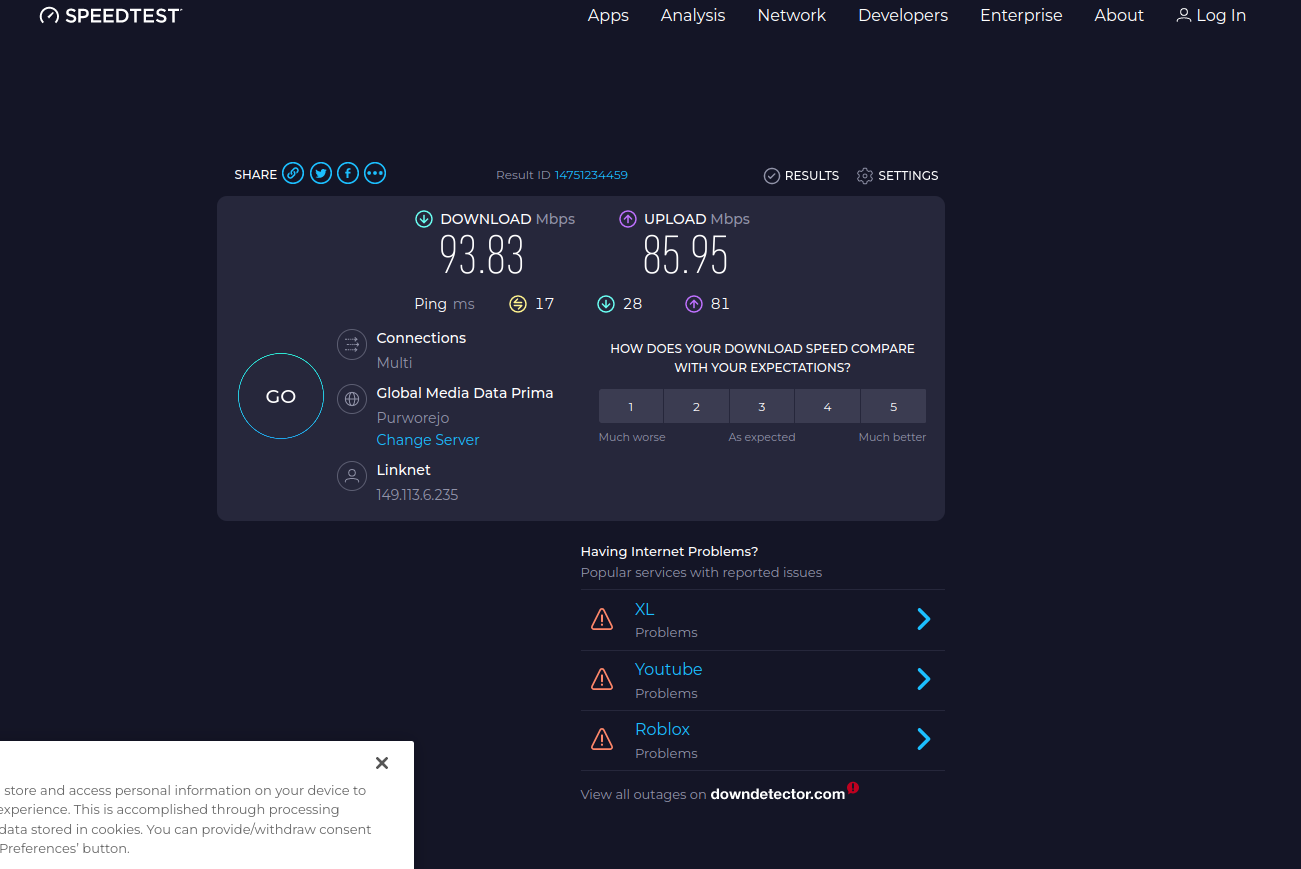 SPEEDTEST
Apps Analysis Network Developers Enterprise About Log In
SHARE Result ID 14751234459 RESULTS SETTINGS
DOWNLOAD Mbps UPLOAD Mbps
93.83 85.95
Ping ms 17 28 81
Connections
Multi
Global Media Data Prima
Purworejo
Change Server
Linknet
149.113.6.235
GO
HOW DOES YOUR DOWNLOAD SPEED COMPARE
WITH YOUR EXPECTATIONS?
1 2 3 4 5
Much worse As expected Much better
Having Internet Problems?
Popular services with reported issues
XL
Problems
Youtube
Problems
Roblox
Problems
View all outages on downdetector.com
store and access personal information on your device to
experience. This is accomplished through processing
data stored in cookies. You can provide/withdraw consent
Preferences' button.